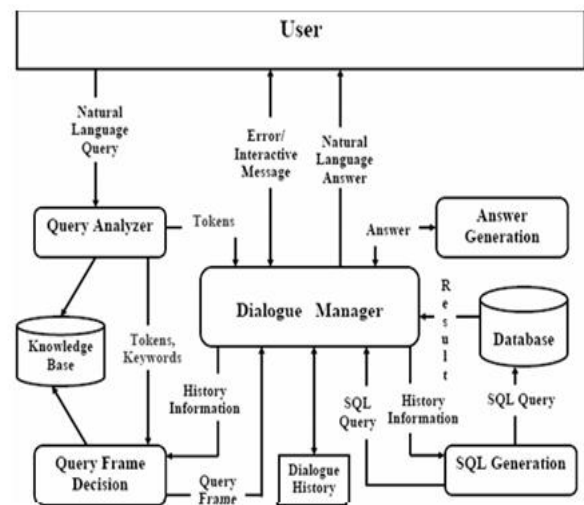 User
Natural
Language
Query
Error/
Interactive
Message
Natural
Language
Answer
Query Analyzer
Tokens
Answer
Answer
Generation
Dialogue Manager
Result
Database
Knowledge
Base
Tokens,
Keywords
History
Information
SQL
Query
History
Information
SQL Query
Query Frame
Decision
Query
Frame
Dialogue
History
SQL Generation